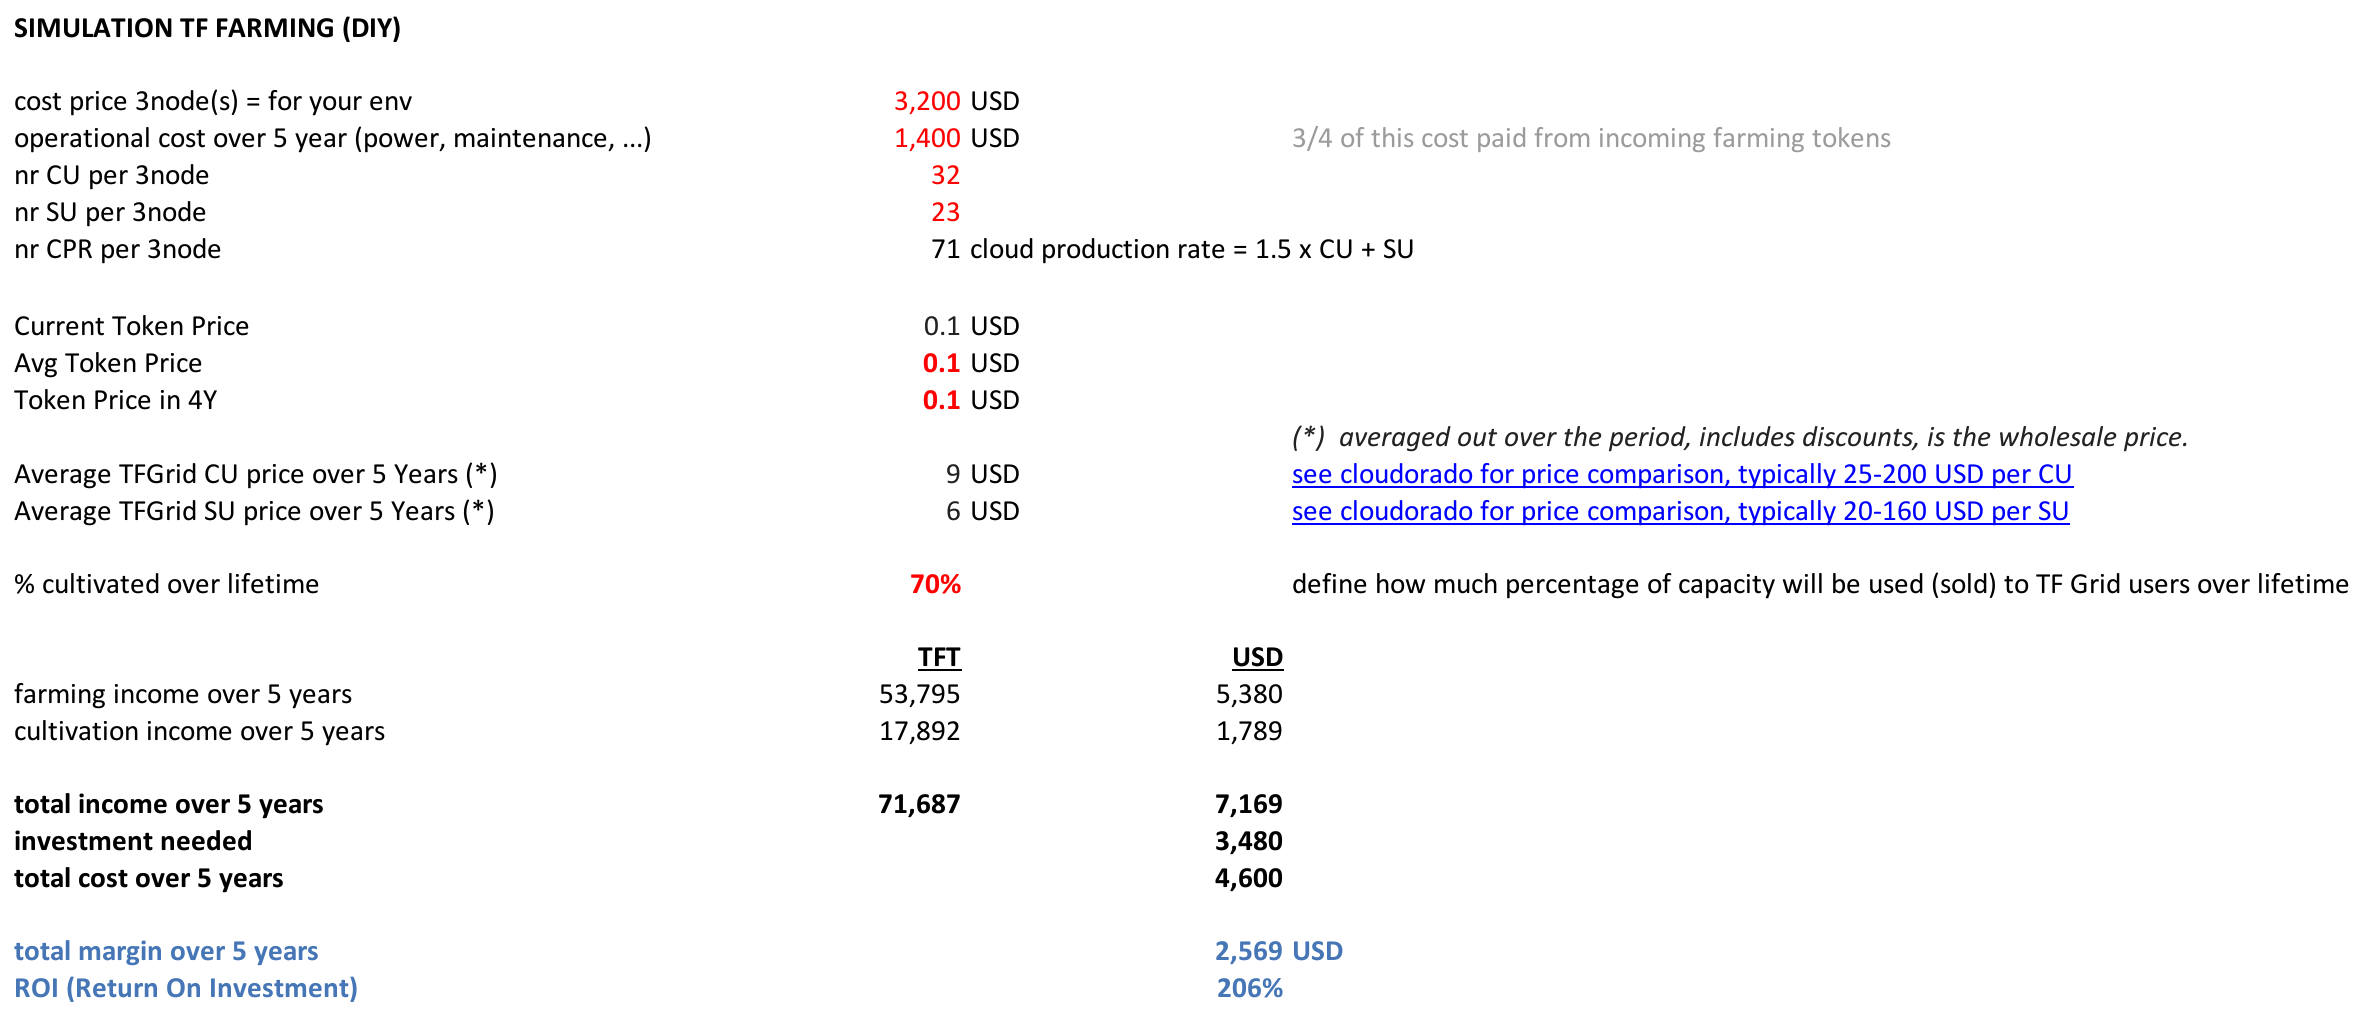 SIMULATION TF FARMING (DIY)
cost price 3node(s) = for your env 3,200 USD
operational cost over 5 year (power, maintenance, ...) 1,400 USD 3/4 of this cost paid from incoming farming tokens
nr CU per 3node 32
nr SU per 3node 23
nr CPR per 3node 71 cloud production rate = 1.5 x CU + SU
Current Token Price 0.1 USD
Avg Token Price 0.1 USD
Token Price in 4Y 0.1 USD
(*) averaged out over the period, includes discounts, is the wholesale price.
Average TFGrid CU price over 5 Years (*) 9 USD see cloudorado for price comparison, typically 25-200 USD per CU
Average TFGrid SU price over 5 Years (*) 6 USD see cloudorado for price comparison, typically 20-160 USD per SU
% cultivated over lifetime 70% define how much percentage of capacity will be used (sold) to TF Grid users over lifetime
TFT USD
farming income over 5 years 53,795 5,380
cultivation income over 5 years 17,892 1,789
total income over 5 years 71,687 7,169
investment needed 3,480
total cost over 5 years 4,600
total margin over 5 years 2,569 USD
ROI (Return On Investment) 206%